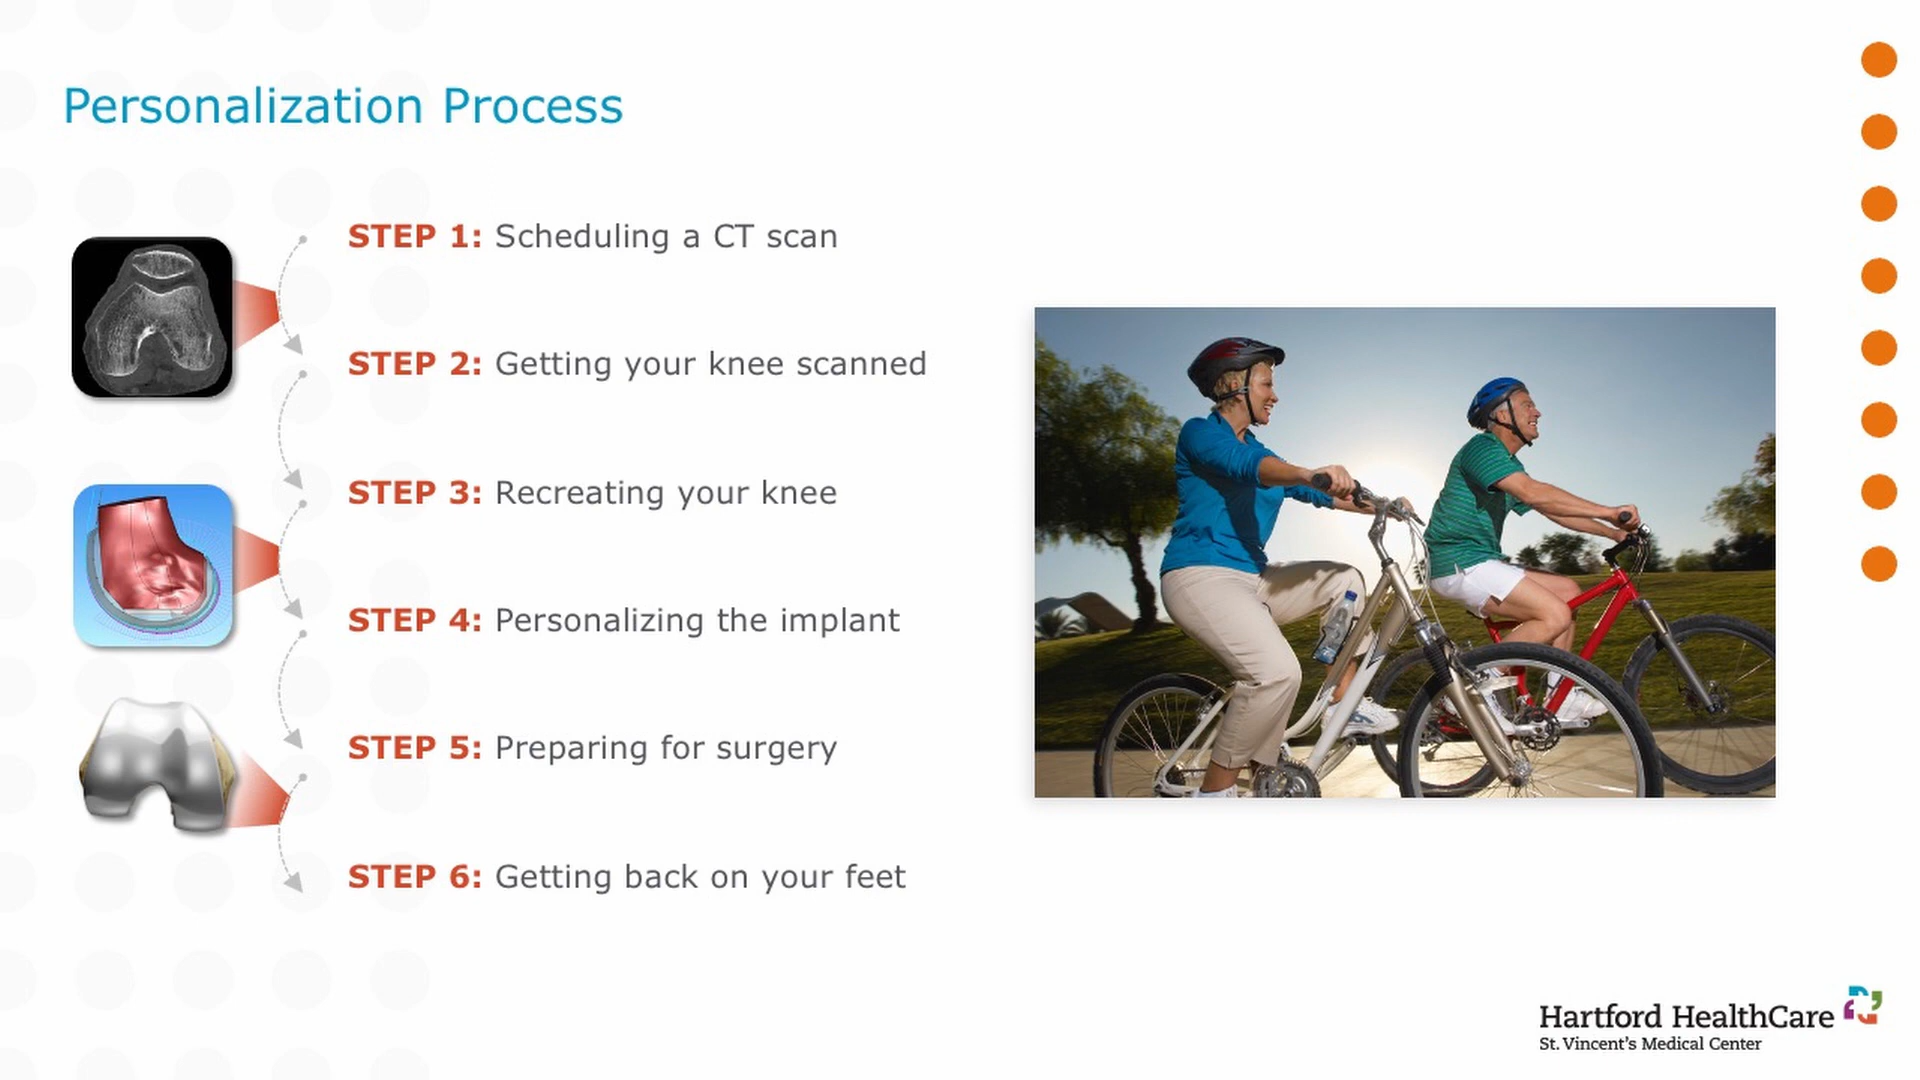 Personalization Process
STEP 1: Scheduling a CT scan
STEP 2: Getting your knee scanned
STEP 3: Recreating your knee
STEP 4: Personalizing the implant
STEP 5: Preparing for surgery
STEP 6: Getting back on your feet
Hartford HealthCare
St. Vincent's Medical Center